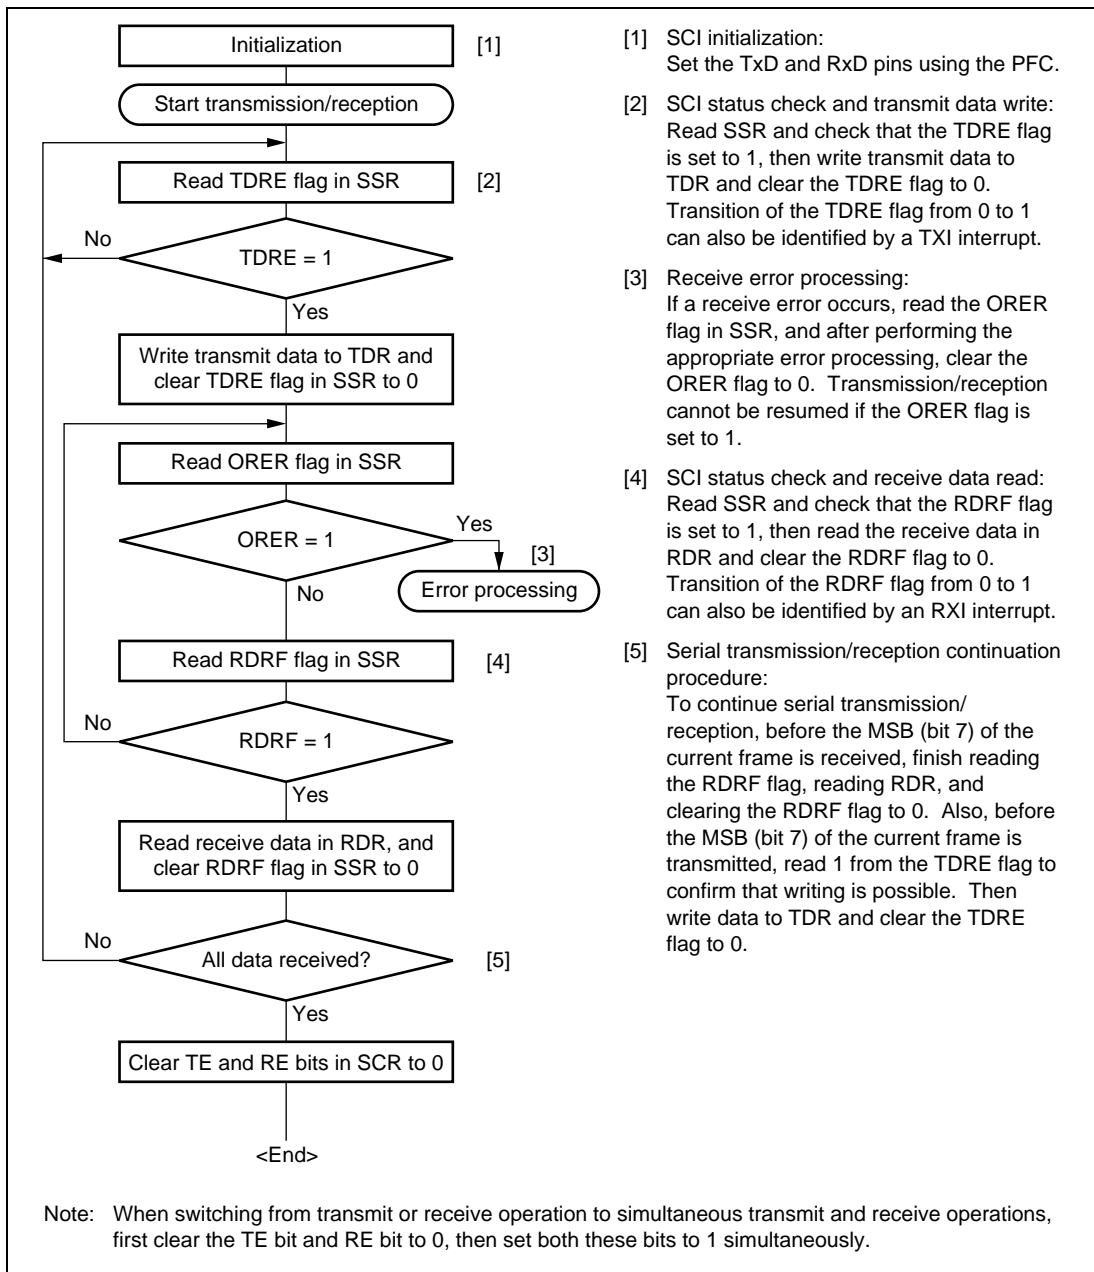 Initialization
[1]
Start transmission/reception
Read TDRE flag in SSR
[2]
No
TDRE = 1
Yes
Write transmit data to TDR and
clear TDRE flag in SSR to 0
Read ORER flag in SSR
Yes
ORER = 1
[3]
No
Error processing
Read RDRF flag in SSR
[4]
No
RDRF = 1
Yes
Read receive data in RDR, and
clear RDRF flag in SSR to 0
No
All data received?
[5]
Yes
Clear TE and RE bits in SCR to 0
<End>
[1] SCI initialization:
Set the TxD and RxD pins using the PFC.
[2] SCI status check and transmit data write:
Read SSR and check that the TDRE flag
is set to 1, then write transmit data to
TDR and clear the TDRE flag to 0.
Transition of the TDRE flag from 0 to 1
can also be identified by a TXI interrupt.
[3] Receive error processing:
If a receive error occurs, read the ORER
flag in SSR, and after performing the
appropriate error processing, clear the
ORER flag to 0. Transmission/reception
cannot be resumed if the ORER flag is
set to 1.
[4] SCI status check and receive data read:
Read SSR and check that the RDRF flag
is set to 1, then read the receive data in
RDR and clear the RDRF flag to 0.
Transition of the RDRF flag from 0 to 1
can also be identified by an RXI interrupt.
[5] Serial transmission/reception continuation
procedure:
To continue serial transmission/
reception, before the MSB (bit 7) of the
current frame is received, finish reading
the RDRF flag, reading RDR, and
clearing the RDRF flag to 0. Also, before
the MSB (bit 7) of the current frame is
transmitted, read 1 from the TDRE flag to
confirm that writing is possible. Then
write data to TDR and clear the TDRE
flag to 0.
Note: When switching from transmit or receive operation to simultaneous transmit and receive operations,
first clear the TE bit and RE bit to 0, then set both these bits to 1 simultaneously.